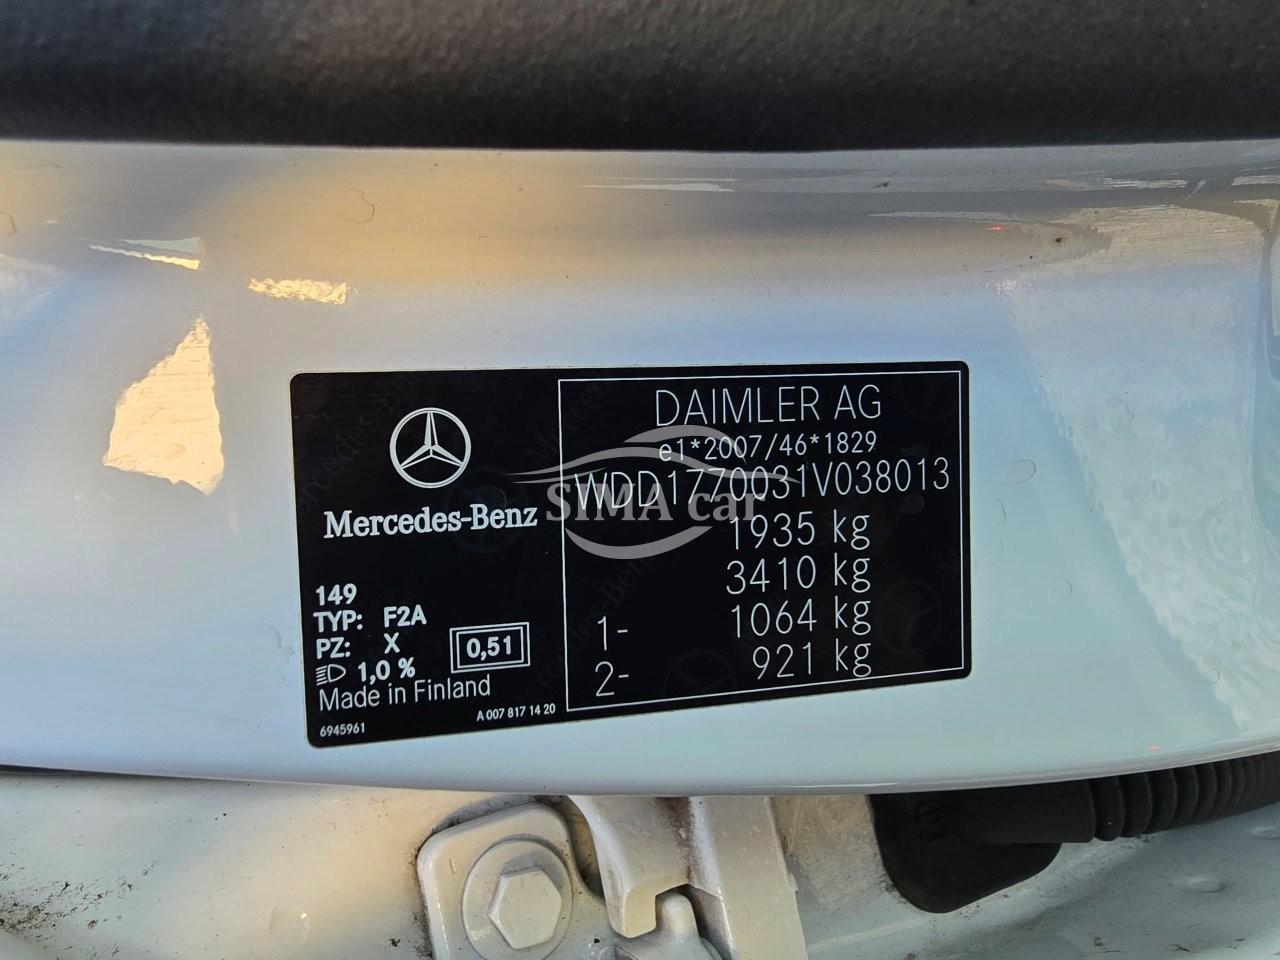 Mercedes-Benz
149
TYP: F2A
PZ: X
1,0 %
0,51
Made in Finland
6945961
A 007 817 14 20
DAIMLER AG
e1*2007/46*1829
WDD1770031V038013
1935 kg
3410 kg
1- 1064 kg
2- 921 kg
SIMA car